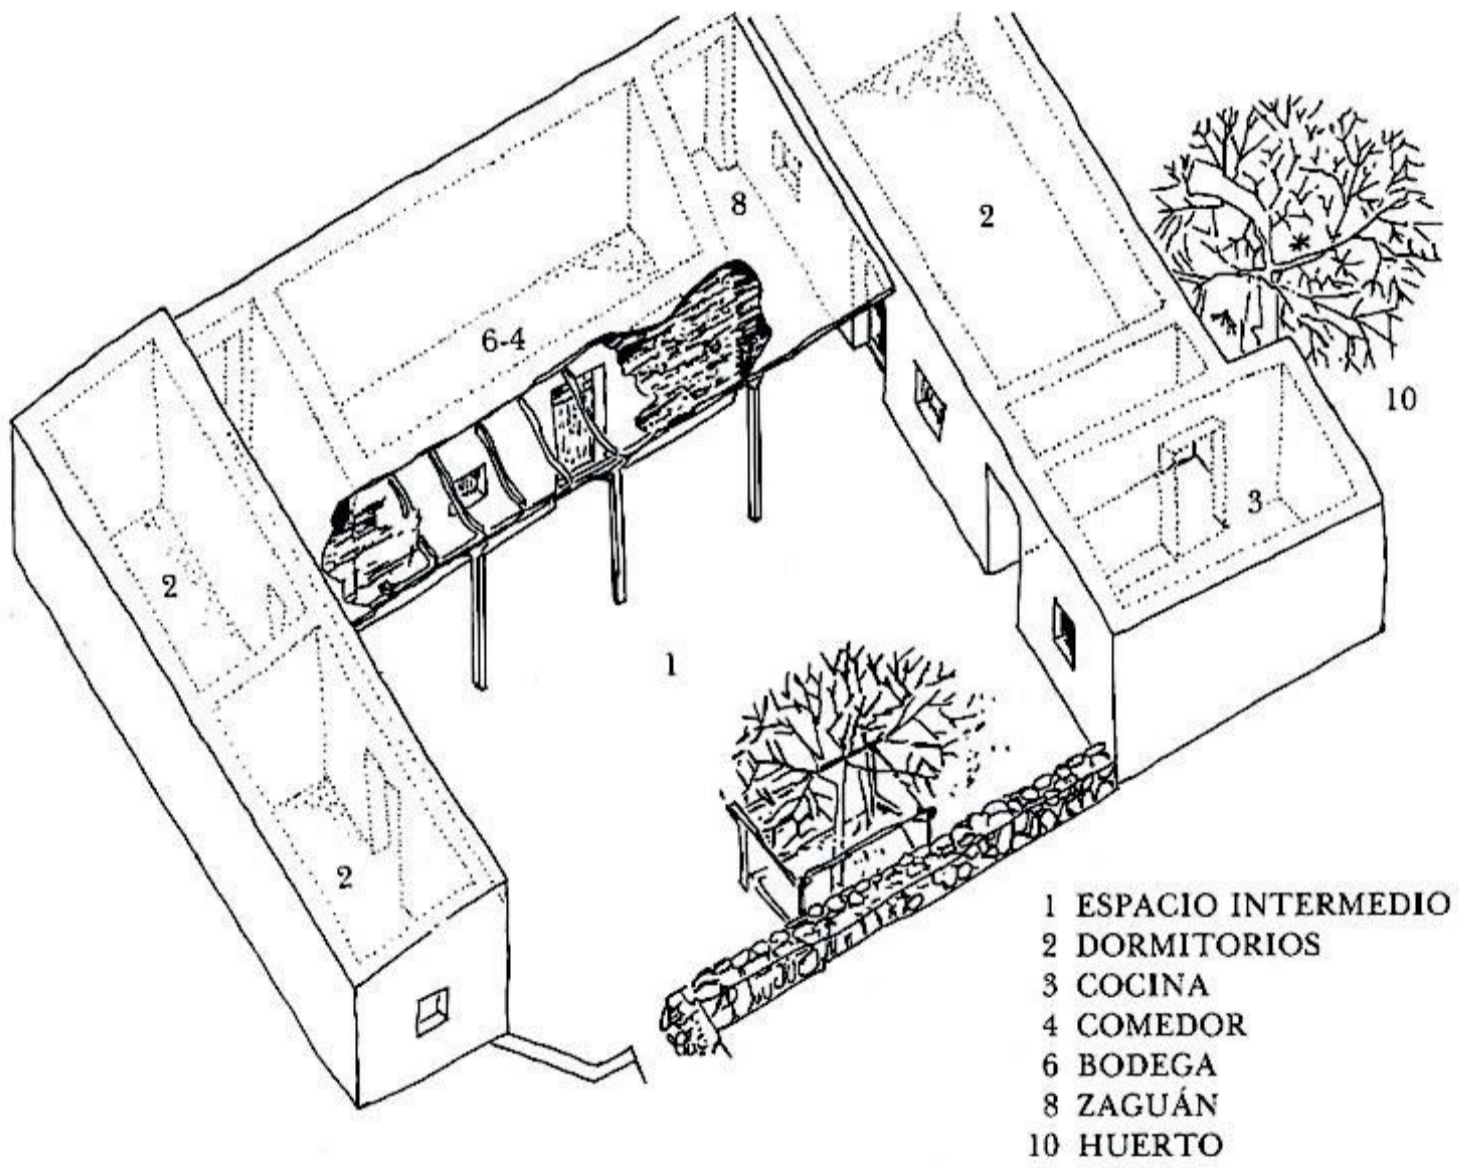 8
2
6-4
10
3
2
1
2
1 ESPACIO INTERMEDIO
2 DORMITORIOS
3 COCINA
4 COMEDOR
6 BODEGA
8 ZAGUÁN
10 HUERTO